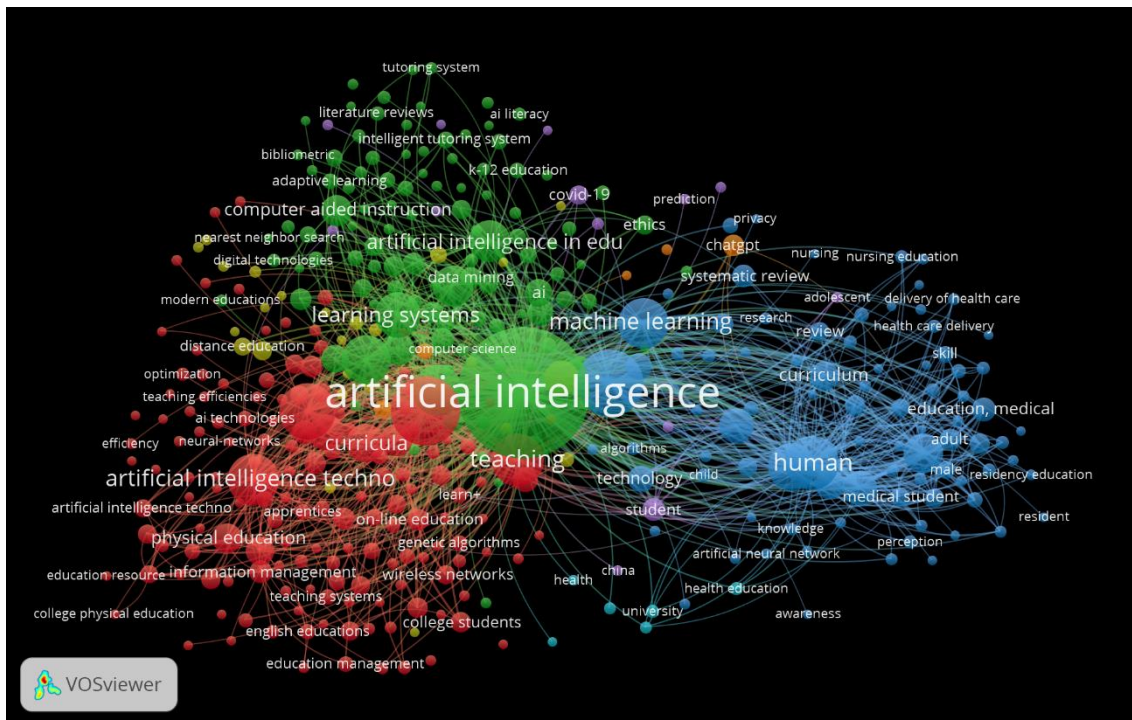 tutoring system
literature reviews
ai literacy
intelligent tutoring system
bibliometric
k-12 education
adaptive learning
covid-19
prediction
computer aided instruction
privacy
ethics
nearest neighbor search
artificial intelligence in edu
chatgpt
nursing
nursing education
digital technologies
data mining
systematic review
ai
modern educations
adolescent
delivery of health care
learning systems
machine learning
research
review
health care delivery
distance education
computer science
skill
optimization
curriculum
teaching efficiencies
artificial intelligence
education, medical
ai technologies
efficiency
neural-networks
curricula
adult
algorithms
teaching
human
male
artificial intelligence techno
technology
child
residency education
learn+
medical student
artificial intelligence techno
apprentices
on-line education
student
resident
physical education
genetic algorithms
knowledge
perception
artificial neural network
education resource
information management
wireless networks
health
china
health education
teaching systems
college physical education
university
awareness
english educations
college students
education management
VOSviewer